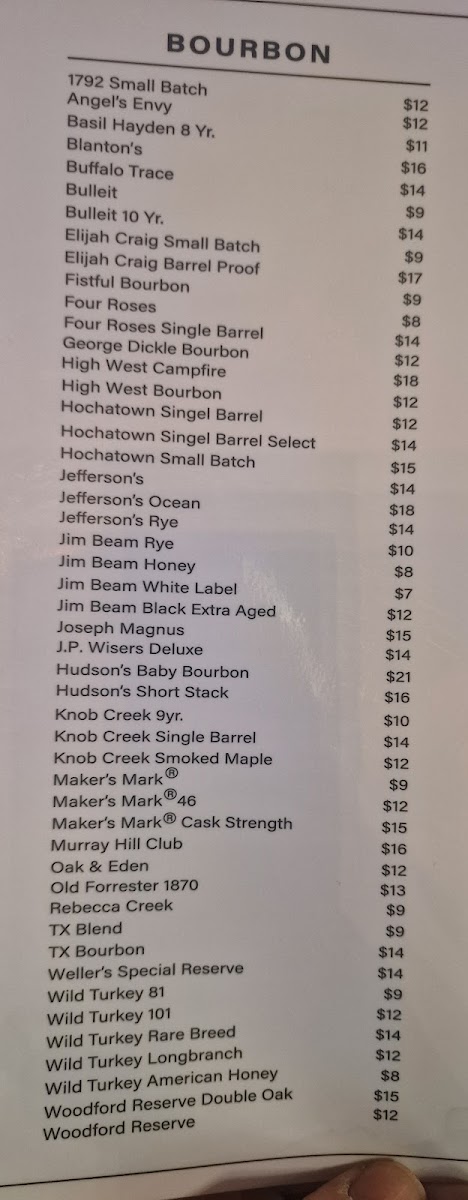 BOURBON
1792 Small Batch $12
Angel's Envy $12
Basil Hayden 8 Yr. $11
Blanton's $16
Buffalo Trace $14
Bulleit $9
Bulleit 10 Yr. $14
Elijah Craig Small Batch $9
Elijah Craig Barrel Proof $17
Fistful Bourbon $9
Four Roses $8
Four Roses Single Barrel $14
George Dickle Bourbon $12
High West Campfire $18
High West Bourbon $12
Hochatown Singel Barrel $12
Hochatown Singel Barrel Select $14
Hochatown Small Batch $15
Jefferson's $14
Jefferson's Ocean $18
Jefferson's Rye $14
Jim Beam Rye $10
Jim Beam Honey $8
Jim Beam White Label $7
Jim Beam Black Extra Aged $12
Joseph Magnus $15
J.P. Wisers Deluxe $14
Hudson's Baby Bourbon $21
Hudson's Short Stack $16
Knob Creek 9yr. $10
Knob Creek Single Barrel $14
Knob Creek Smoked Maple $12
Maker's Mark® $9
Maker's Mark®46 $12
Maker's Mark® Cask Strength $15
Murray Hill Club $16
Oak & Eden $12
Old Forrester 1870 $13
Rebecca Creek $9
TX Blend $9
TX Bourbon $14
Weller's Special Reserve $14
Wild Turkey 81 $9
Wild Turkey 101 $12
Wild Turkey Rare Breed $14
Wild Turkey Longbranch $12
Wild Turkey American Honey $8
Woodford Reserve Double Oak $15
Woodford Reserve $12